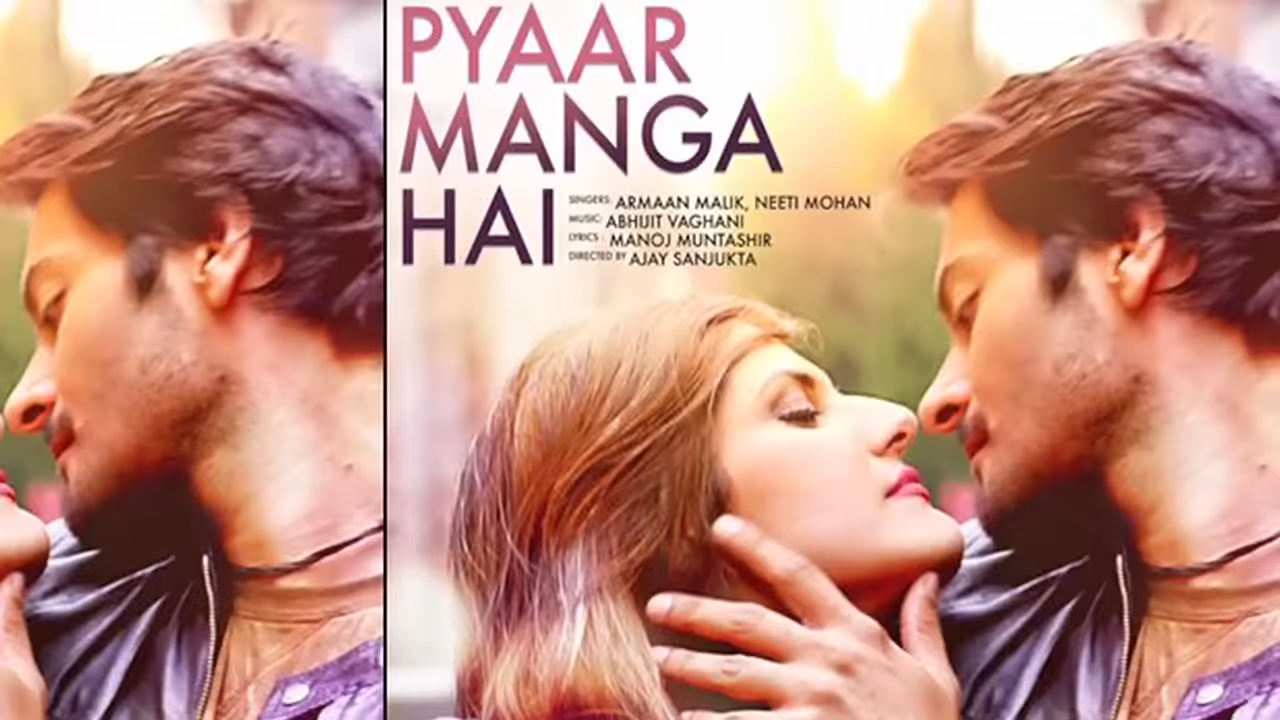 PYAAR
MANGA
HAI
SINGERS: ARMAAN MALIK, NEETI MOHAN
MUSIC: ABHIJIT VAGHANI
LYRICS : MANOJ MUNTASHIR
DIRECTED BY AJAY SANJUKTA